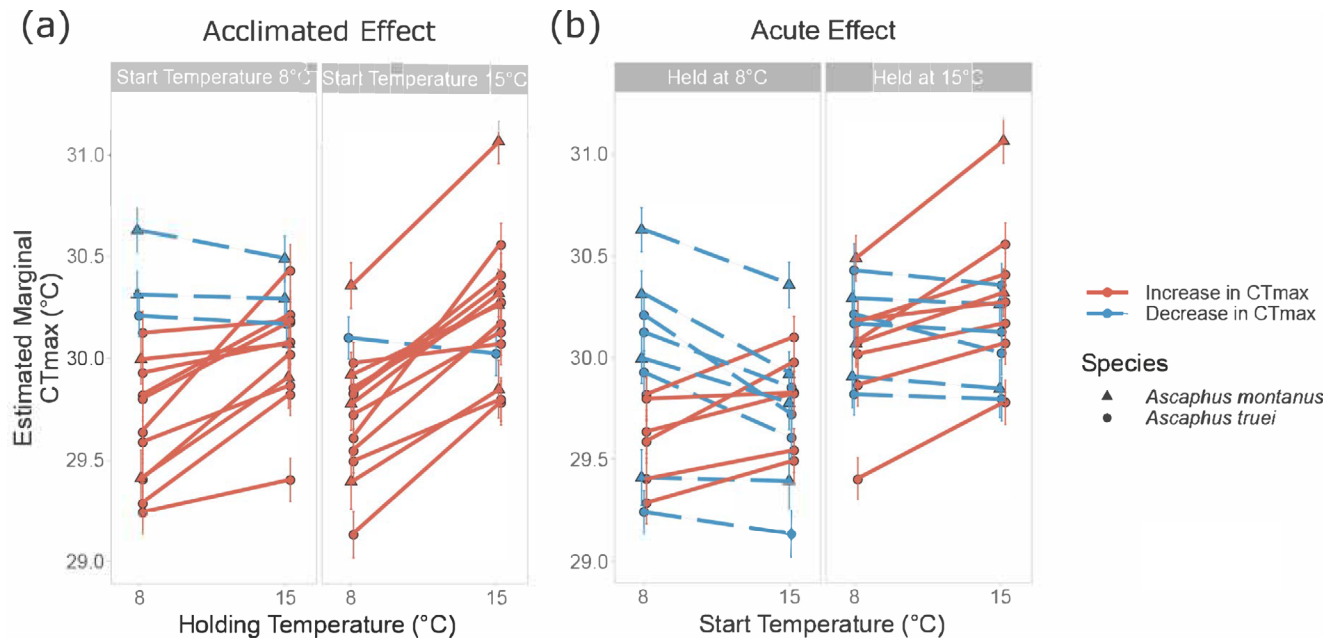 (a) Acclimated Effect
(b) Acute Effect
Start Temperature 8°C
Start Temperature 15°C
Held at 8°C
Held at 15°C
31.0
30.5
30.0
29.5
29.0
31.0
30.5
30.0
29.5
29.0
Estimated Marginal
CTmax (°C)
8 15 8 15
8 15 8 15
Holding Temperature (°C)
Start Temperature (°C)
Increase in CTmax
Decrease in CTmax
Species
Ascaphus montanus
Ascaphus truei